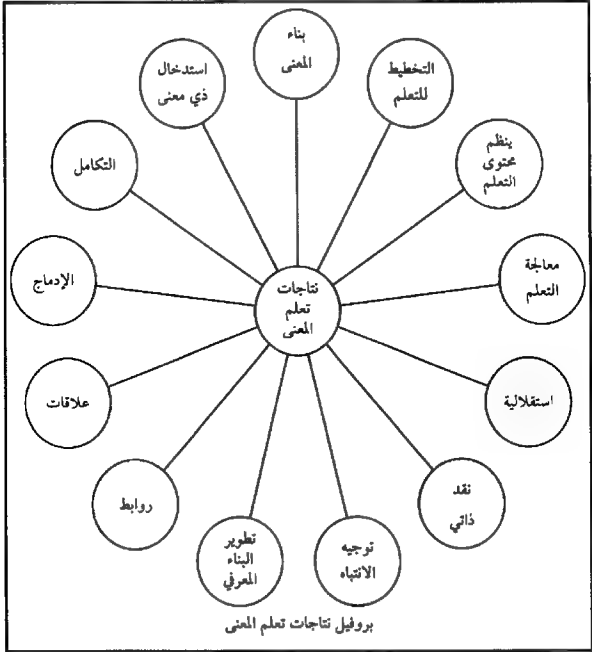 بناء
المعنى
التخطيط
للتعلم
ينظم
محتوى
التعلم
معالجة
التعلم
استقلالية
نقد
ذاتي
توجيه
الانتباه
تطوير
البناء
المعرفي
روابط
علاقات
الإدماج
التكامل
استدخال
ذي معنى
نتاجات
تعلم
المعنى
بروفيل نتاجات تعلم المعنى